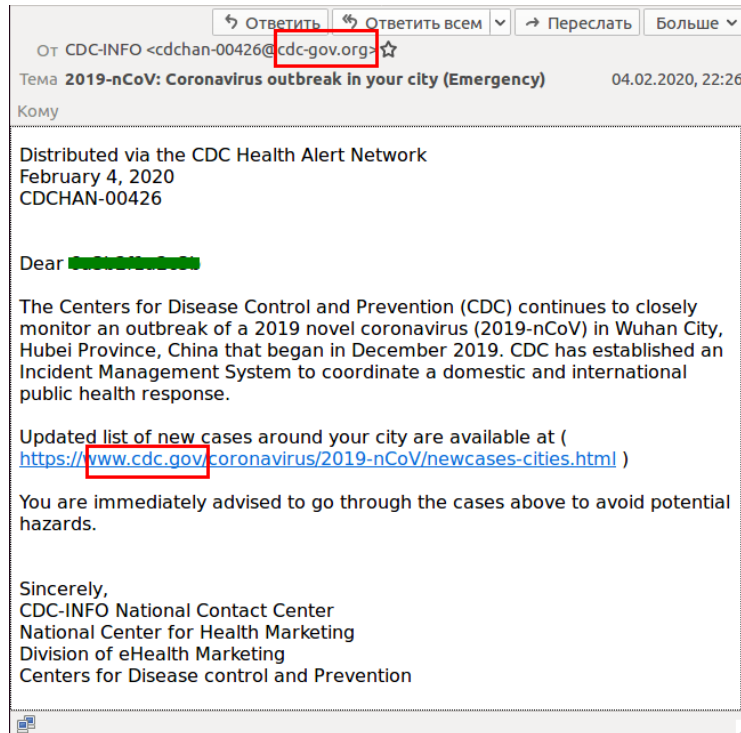 Ответить Ответить всем Переслать Больше
От CDC-INFO <cdchan-00426@cdc-gov.org>
Тема 2019-nCoV: Coronavirus outbreak in your city (Emergency) 04.02.2020, 22:26
Кому
Distributed via the CDC Health Alert Network
February 4, 2020
CDCHAN-00426
Dear
The Centers for Disease Control and Prevention (CDC) continues to closely
monitor an outbreak of a 2019 novel coronavirus (2019-nCoV) in Wuhan City,
Hubei Province, China that began in December 2019. CDC has established an
Incident Management System to coordinate a domestic and international
public health response.
Updated list of new cases around your city are available at (
https://www.cdc.gov/coronavirus/2019-nCoV/newcases-cities.html )
You are immediately advised to go through the cases above to avoid potential
hazards.
Sincerely,
CDC-INFO National Contact Center
National Center for Health Marketing
Division of eHealth Marketing
Centers for Disease control and Prevention